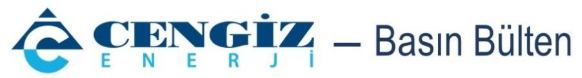 CENGİZ — Basın Bülten
ENERJİ